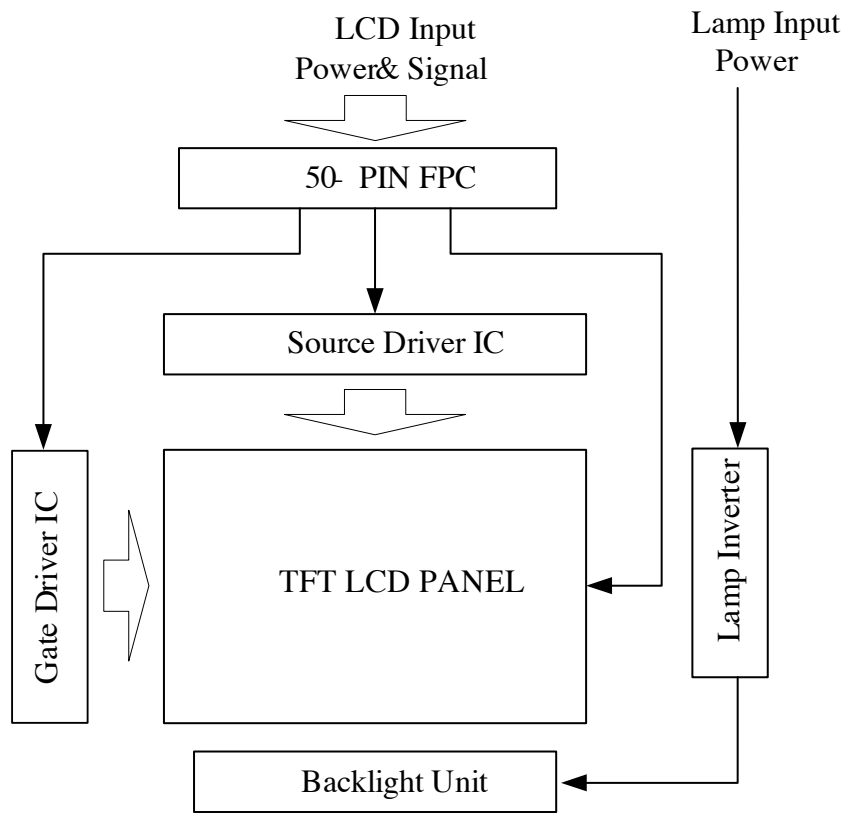 LCD Input
Power& Signal
Lamp Input
Power
50- PIN FPC
Source Driver IC
Gate Driver IC
TFT LCD PANEL
Lamp Inverter
Backlight Unit